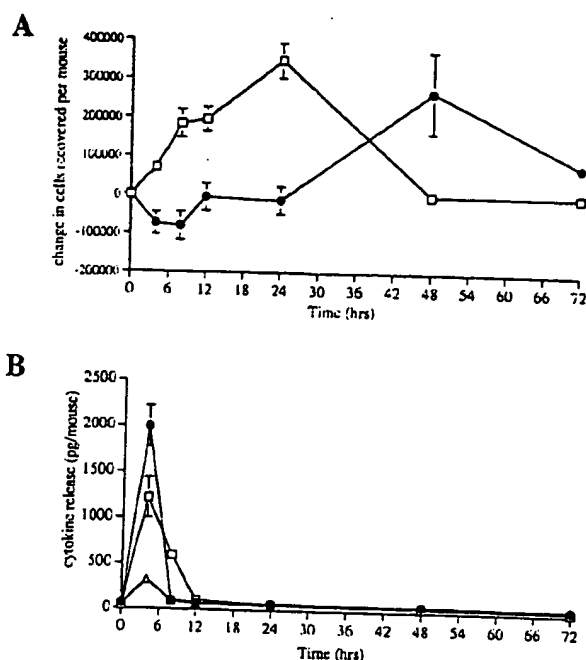 A
change in cells recovered per mouse
400000
300000
200000
100000
0
-100000
-200000
0 6 12 18 24 30 36 42 48 54 60 66 72
Time (hrs)
B
cytokine release (pg/mouse)
2500
2000
1500
1000
500
0
0 6 12 18 24 30 36 42 48 54 60 66 72
Time (hrs)